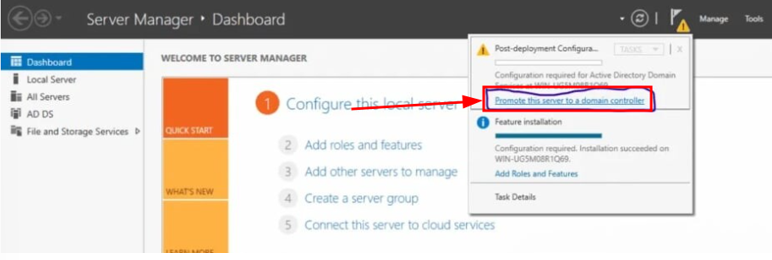 Server Manager • Dashboard
Manage
Tools
Dashboard
Local Server
All Servers
AD DS
File and Storage Services
WELCOME TO SERVER MANAGER
QUICK START
WHAT'S NEW
LEARN MORE
1 Configure this local server
2 Add roles and features
3 Add other servers to manage
4 Create a server group
5 Connect this server to cloud services
Post-deployment Configura...
TASKS
X
Configuration required for Active Directory Domain
Services at WIN-UG5M08R1Q69.
Promote this server to a domain controller
Feature installation
Configuration required. Installation succeeded on
WIN-UG5M08R1Q69.
Add Roles and Features
Task Details